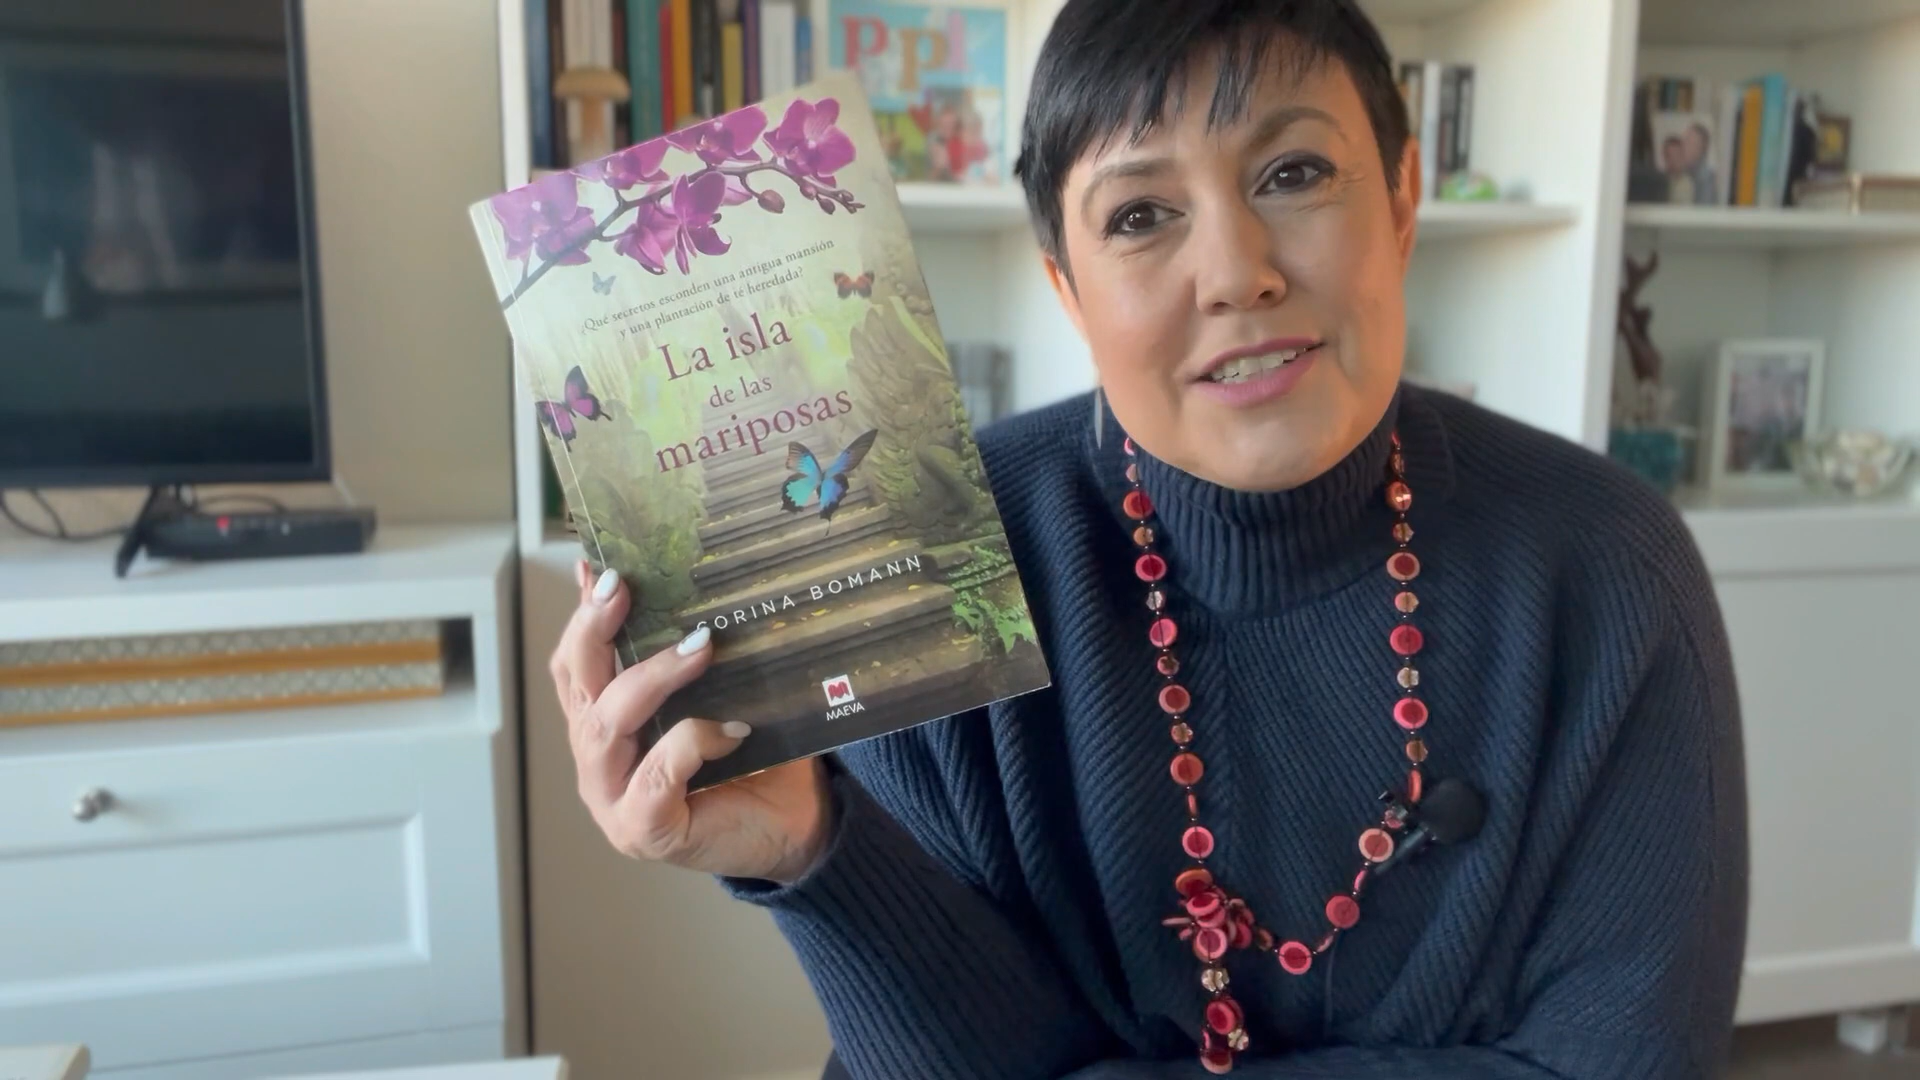 ¿Qué secretos esconden una antigua mansión
y una plantación de té heredada?
La isla
de las
mariposas
CORINA BOMANN
MAEVA